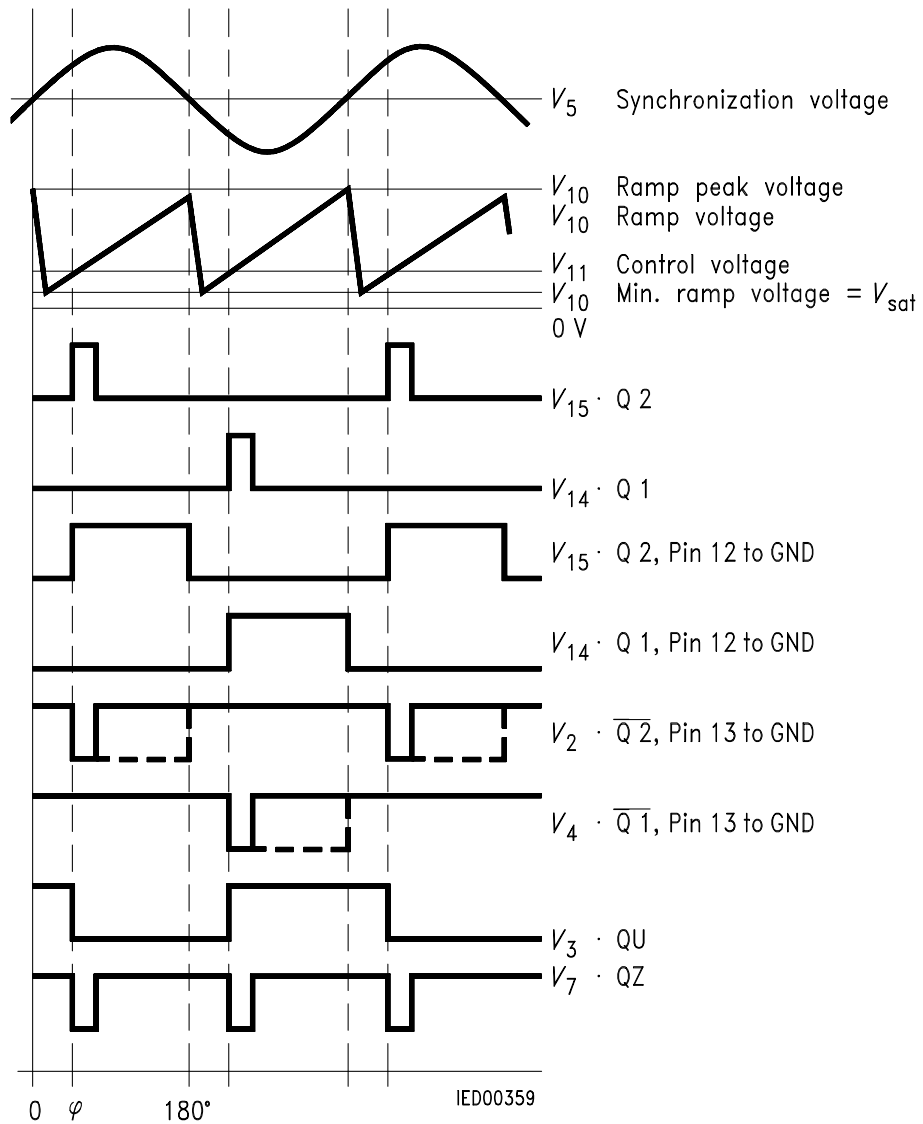 V5 Synchronization voltage
V10 Ramp peak voltage
V10 Ramp voltage
V11 Control voltage
V10 Min. ramp voltage = Vsat
0 V
V15 · Q 2
V14 · Q 1
V15 · Q 2, Pin 12 to GND
V14 · Q 1, Pin 12 to GND
V2 · Q̅ ̅2̅, Pin 13 to GND
V4 · Q̅ ̅1̅, Pin 13 to GND
V3 · QU
V7 · QZ
IED00359
0 φ 180°